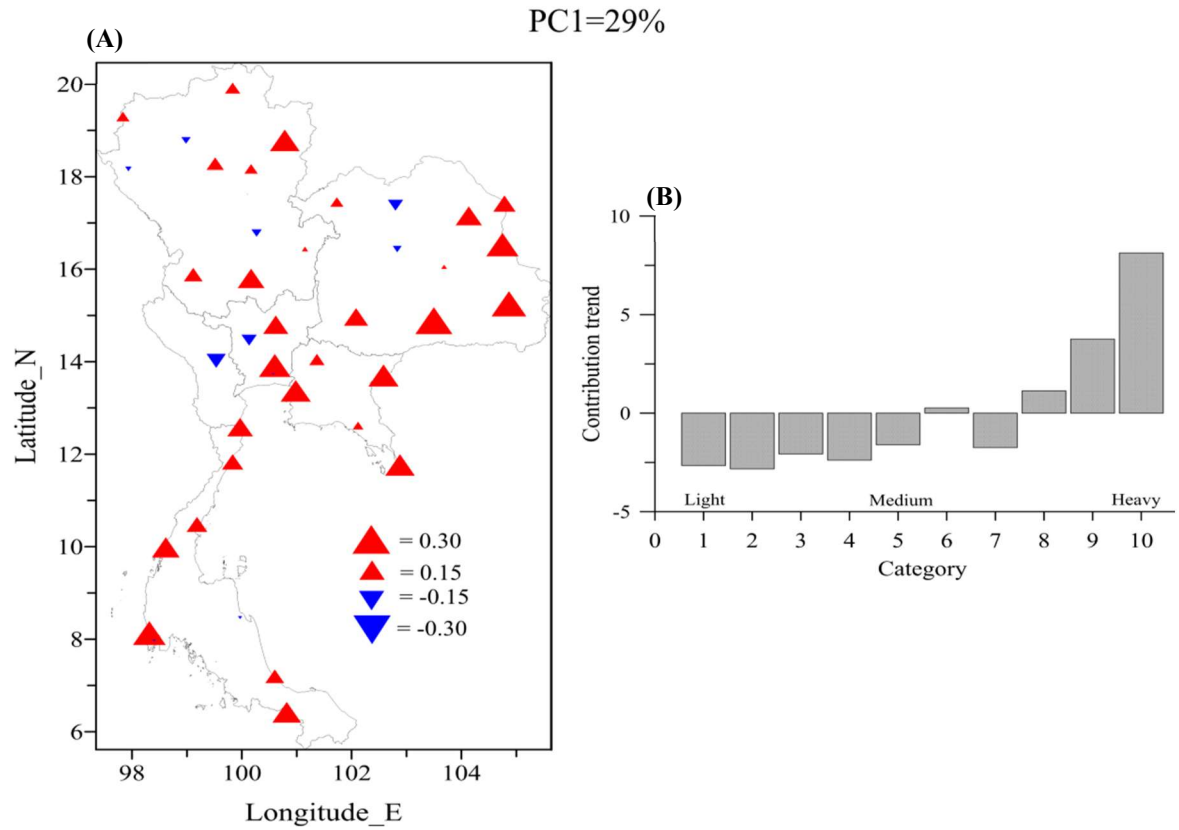 PC1=29%
(A)
20
18
16
14
12
10
8
6
Latitude_N
98 100 102 104
Longitude_E
= 0.30
= 0.15
= -0.15
= -0.30
(B)
10
5
0
-5
Contribution trend
Light Medium Heavy
0 1 2 3 4 5 6 7 8 9 10
Category